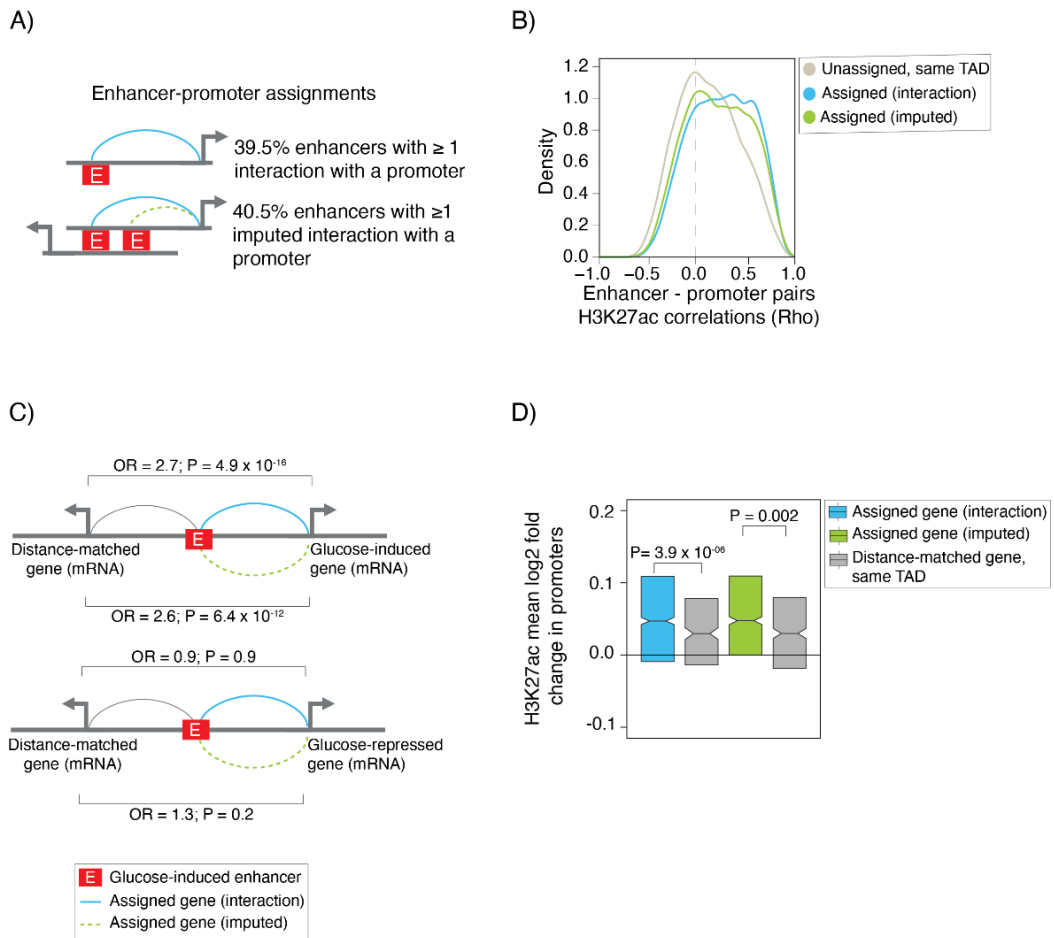 A)
Enhancer-promoter assignments
E
39.5% enhancers with ≥ 1
interaction with a promoter
E E
40.5% enhancers with ≥1
imputed interaction with a
promoter
B)
Density
1.2
1.0
0.8
0.6
0.4
0.2
0.0
−1.0 −0.5 0.0 0.5 1.0
Enhancer - promoter pairs
H3K27ac correlations (Rho)
Unassigned, same TAD
Assigned (interaction)
Assigned (imputed)
C)
OR = 2.7; P = 4.9 x 10⁻¹⁶
E
Distance-matched
gene (mRNA)
Glucose-induced
gene (mRNA)
OR = 2.6; P = 6.4 x 10⁻¹²
OR = 0.9; P = 0.9
E
Distance-matched
gene (mRNA)
Glucose-repressed
gene (mRNA)
OR = 1.3; P = 0.2
E Glucose-induced enhancer
Assigned gene (interaction)
Assigned gene (imputed)
D)
H3K27ac mean log2 fold
change in promoters
0.2
0.1
0.0
-0.1
P= 3.9 x 10⁻⁰⁶
P = 0.002
Assigned gene (interaction)
Assigned gene (imputed)
Distance-matched gene,
same TAD